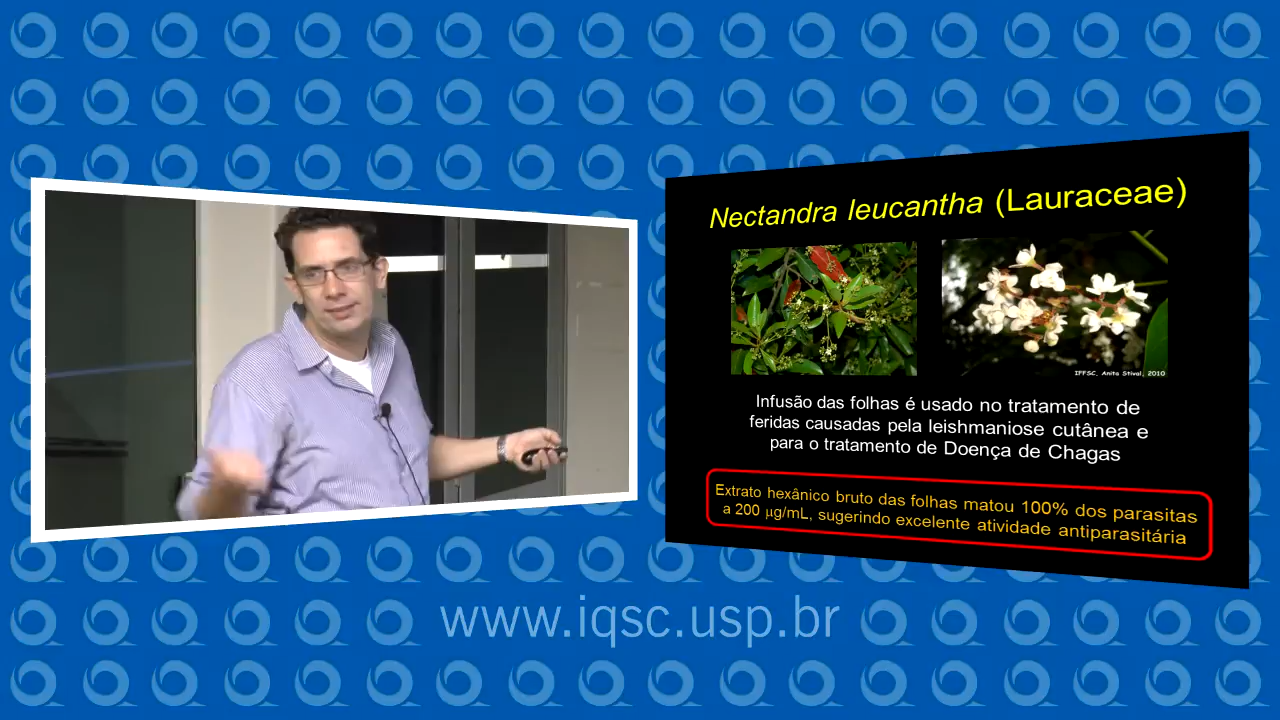 Nectandra leucantha (Lauraceae)
IFFSC, Anita Stival, 2010
Infusão das folhas é usado no tratamento de
feridas causadas pela leishmaniose cutânea e
para o tratamento de Doença de Chagas
Extrato hexânico bruto das folhas matou 100% dos parasitas
a 200 µg/mL, sugerindo excelente atividade antiparasitária
www.iqsc.usp.br